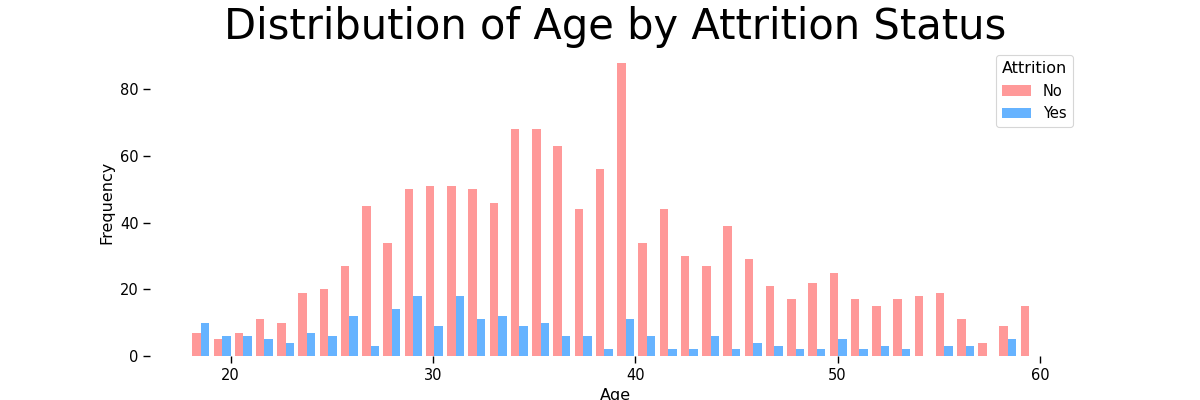 Distribution of Age by Attrition Status
Attrition
No
Yes
Frequency
80
60
40
20
0
20 30 40 50 60
Age